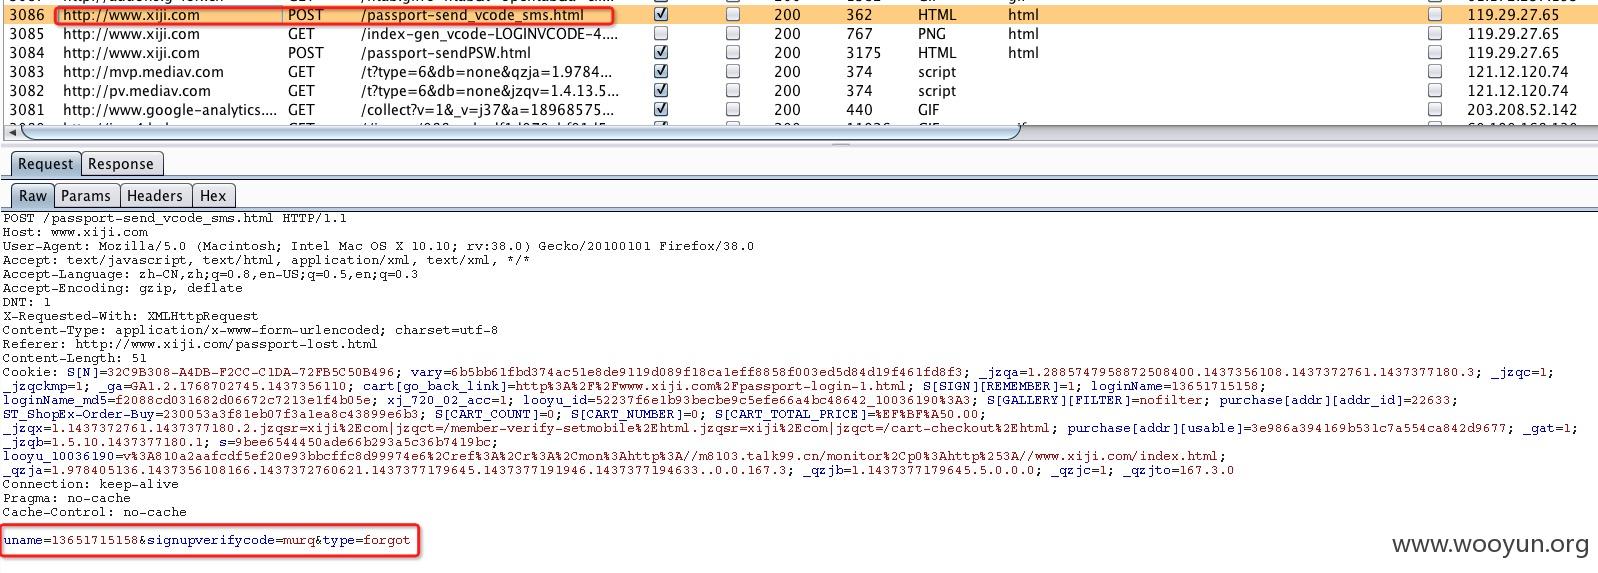 3086 http://www.xiji.com POST /passport-send_vcode_sms.html 200 362 HTML html 119.29.27.65
3085 http://www.xiji.com GET /index-gen_vcode-LOGINVCODE-4.... 200 767 PNG html 119.29.27.65
3084 http://www.xiji.com POST /passport-sendPSW.html 200 3175 HTML html 119.29.27.65
3083 http://mvp.mediav.com GET /t?type=6&db=none&qzja=1.9784... 200 374 script 121.12.120.74
3082 http://pv.mediav.com GET /t?type=6&db=none&jzqv=1.4.13.5... 200 374 script 121.12.120.74
3081 http://www.google-analytics.... GET /collect?v=1&_v=j37&a=18968575... 200 440 GIF 203.208.52.142
Request Response
Raw Params Headers Hex
POST /passport-send_vcode_sms.html HTTP/1.1
Host: www.xiji.com
User-Agent: Mozilla/5.0 (Macintosh; Intel Mac OS X 10.10; rv:38.0) Gecko/20100101 Firefox/38.0
Accept: text/javascript, text/html, application/xml, text/xml, */*
Accept-Language: zh-CN,zh;q=0.8,en-US;q=0.5,en;q=0.3
Accept-Encoding: gzip, deflate
DNT: 1
X-Requested-With: XMLHttpRequest
Content-Type: application/x-www-form-urlencoded; charset=utf-8
Referer: http://www.xiji.com/passport-lost.html
Content-Length: 51
Cookie: S[N]=32C9B308-A4DB-F2CC-C1DA-72FB5C50B496; vary=6b5bb61fbd374ac51e8de9119d089f18ca1eff8858f003ed5d84d19f461fd8f3; _jzqa=1.2885747958872508400.1437356108.1437372761.1437377180.3; _jzqc=1;
_jzqckmp=1; _ga=GA1.2.1768702745.1437356110; cart[go_back_link]=http%3A%2F%2Fwww.xiji.com%2Fpassport-login-1.html; S[SIGN][REMEMBER]=1; loginName=13651715158;
loginName_md5=f2088cd031682d06672c7213e1f4b05e; xj_720_02_acc=1; looyu_id=52237f6e1b93becbe9c5efe66a4bc48642_10036190%3A3; S[GALLERY][FILTER]=nofilter; purchase[addr][addr_id]=22633;
ST_ShopEx-Order-Buy=230053a3f81eb07f3a1ea8c43899e6b3; S[CART_COUNT]=0; S[CART_NUMBER]=0; S[CART_TOTAL_PRICE]=%EF%BF%A50.00;
_jzqx=1.1437372761.1437377180.2.jzqsr=xiji%2Ecom|jzqct=/member-verify-setmobile%2Ehtml.jzqsr=xiji%2Ecom|jzqct=/cart-checkout%2Ehtml; purchase[addr][usable]=3e986a394169b531c7a554ca842d9677; _gat=1;
_jzqb=1.5.10.1437377180.1; s=9bee6544450ade66b293a5c36b7419bc;
looyu_10036190=v%3A810a2aafcdf5ef20e93bbcffc8d99974e6%2Cref%3A%2Cr%3A%2Cmon%3Ahttp%3A//m8103.talk99.cn/monitor%2Cp0%3Ahttp%253A//www.xiji.com/index.html;
_qzja=1.978405136.1437356108166.1437372760621.1437377179645.1437377191946.1437377194633..0.0.167.3; _qzjb=1.1437377179645.5.0.0.0; _qzjc=1; _qzjto=167.3.0
Connection: keep-alive
Pragma: no-cache
Cache-Control: no-cache
uname=13651715158&signupverifycode=murq&type=forgot
www.wooyun.org